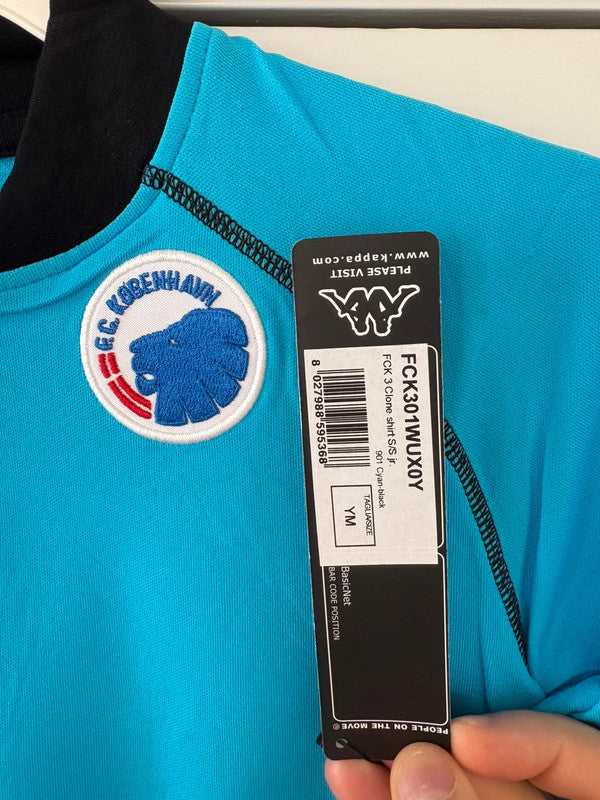 F.C. KØBENHAVN
www.kappa.com
PLEASE VISIT
FCK301WUX0Y
FCK 3 Clone shirt S/S jr.
901 Cyan-black
8 027988 595368
TAGLIA/SIZE
YM
BasicNet
BAR CODE POSITION
PEOPLE ON THE MOVE®